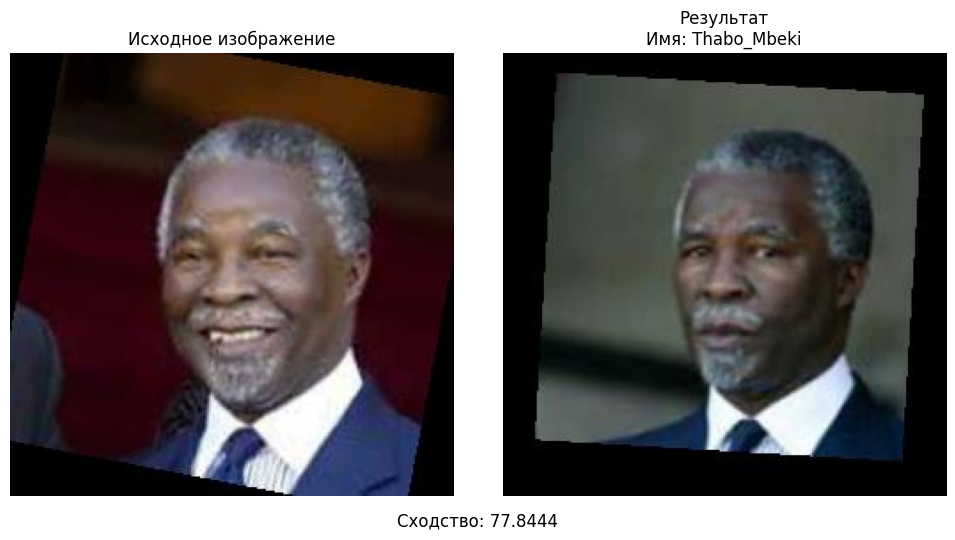 Исходное изображение
Результат
Имя: Thabo_Mbeki
Сходство: 77.8444